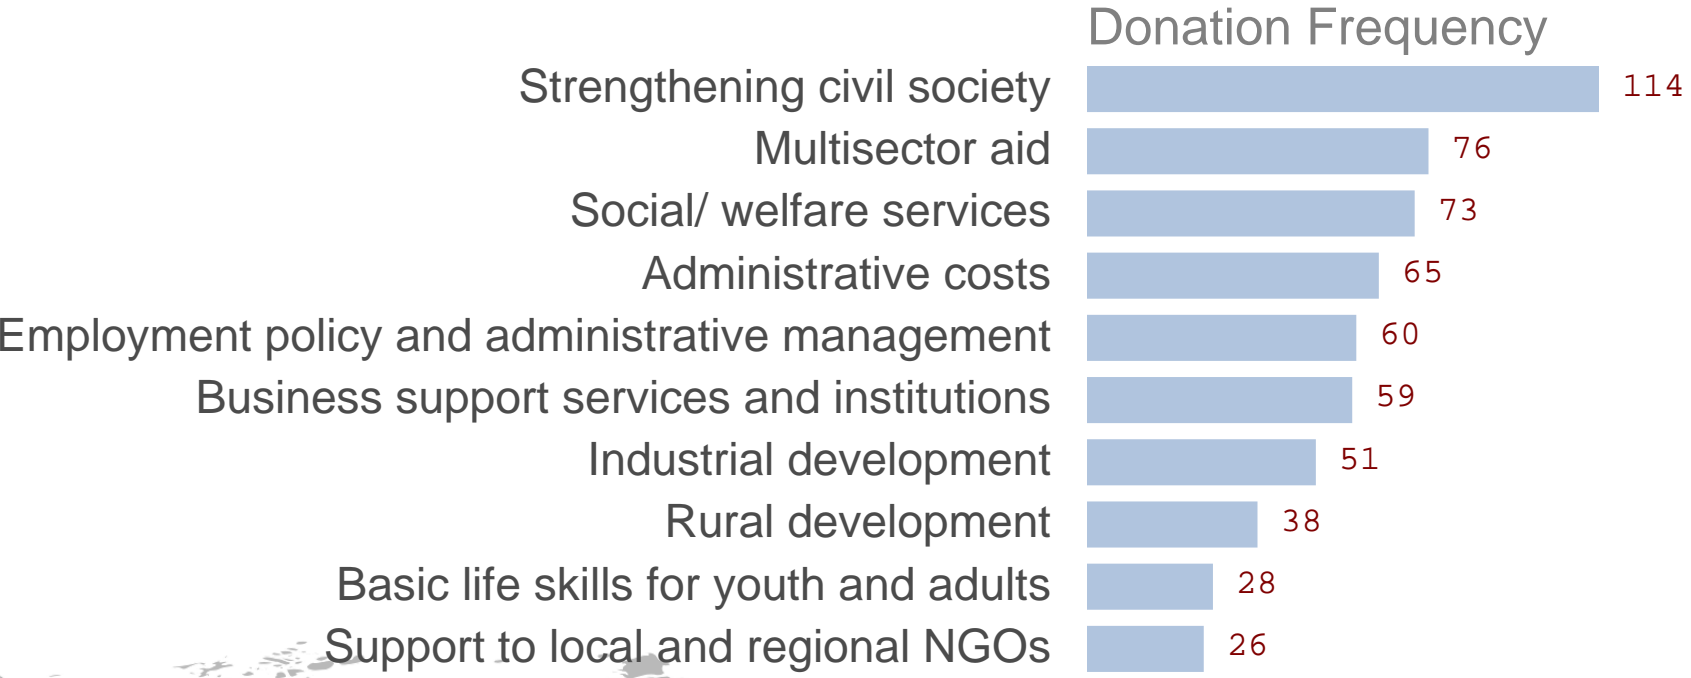 Donation Frequency
Strengthening civil society 114
Multisector aid 76
Social/ welfare services 73
Administrative costs 65
Employment policy and administrative management 60
Business support services and institutions 59
Industrial development 51
Rural development 38
Basic life skills for youth and adults 28
Support to local and regional NGOs 26